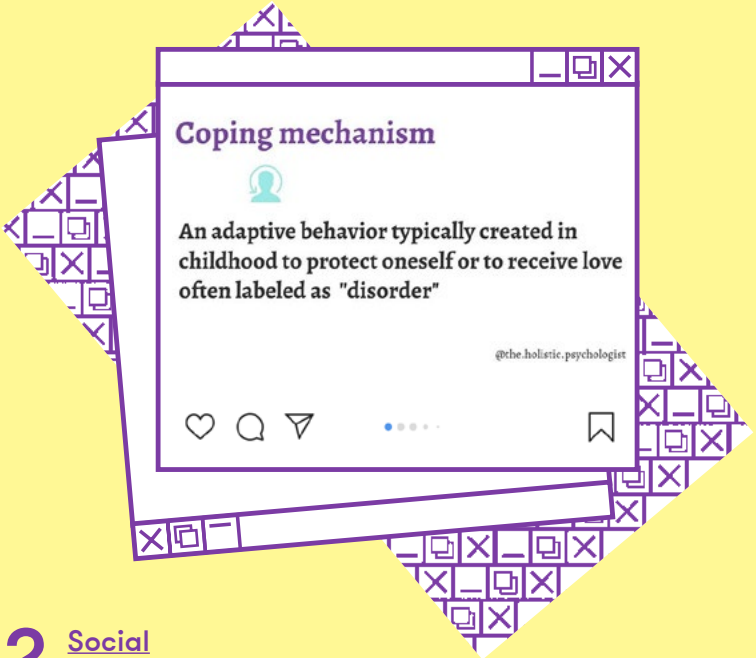 Coping mechanism
An adaptive behavior typically created in
childhood to protect oneself or to receive love
often labeled as "disorder"
@the.holistic.psychologist
2 Social